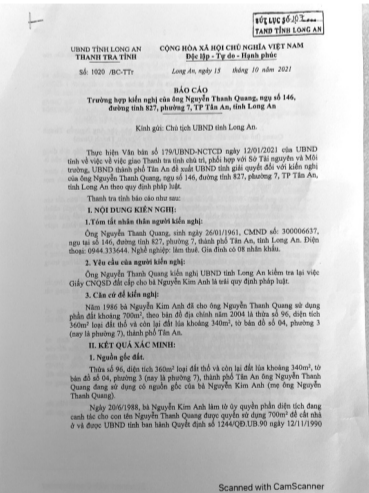 BÚT LỤC SỐ 107
TAND TỈNH LONG AN
UBND TỈNH LONG AN
THANH TRA TỈNH
Số: 1020 /BC-TTr
CỘNG HÒA XÃ HỘI CHỦ NGHĨA VIỆT NAM
Độc lập - Tự do - Hạnh phúc
Long An, ngày 15 tháng 10 năm 2021
BÁO CÁO
Trường hợp kiến nghị của ông Nguyễn Thanh Quang, ngụ số 146,
đường tỉnh 827, phường 7, TP Tân An, tỉnh Long An
Kính gửi: Chủ tịch UBND tỉnh Long An.
Thực hiện Văn bản số 179/UBND-NCTCD ngày 12/01/2021 của UBND
tỉnh về việc về việc giao Thanh tra tỉnh chủ trì, phối hợp với Sở Tài nguyên và Môi
trường, UBND thành phố Tân An đề xuất UBND tỉnh giải quyết đối với kiến nghị
của ông Nguyễn Thanh Quang, ngụ số 146, đường tỉnh 827, phường 7, TP Tân An,
tỉnh Long An theo quy định pháp luật.
Thanh tra tỉnh báo cáo như sau:
I. NỘI DUNG KIẾN NGHỊ:
1.Tóm tắt nhân thân người kiến nghị:
Ông Nguyễn Thanh Quang, sinh ngày 26/01/1961, CMND số: 300006637,
ngụ tại số 146, đường tỉnh 827, phường 7, thành phố Tân An, tỉnh Long An. Điện
thoại: 0944.333644. Nghề nghiệp: làm thuê. Gia đình có 08 nhân khẩu.
2. Yêu cầu của người kiến nghị:
Ông Nguyễn Thanh Quang kiến nghị UBND tỉnh Long An kiểm tra lại việc
Giấy CNQSD đất cấp cho bà Nguyễn Kim Anh là trái quy định pháp luật.
3. Căn cứ để kiến nghị:
Năm 1986 bà Nguyễn Kim Anh đã cho ông Nguyễn Thanh Quang sử dụng
phần đất khoảng 700m², theo bản đồ địa chính năm 2004 là thửa số 96, diện tích
360m² loại đất thổ và còn lại đất lúa khoảng 340m², tờ bản đồ số 04, phường 3
(nay là phường 7), thành phố Tân An.
II. KẾT QUẢ XÁC MINH:
1. Nguồn gốc đất.
Thửa số 96, diện tích 360m² loại đất thổ và còn lại đất lúa khoảng 340m², tờ
bản đồ số 04, phường 3 (nay là phường 7), thành phố Tân An ông Nguyễn Thanh
Quang đang sử dụng có nguồn gốc của bà Nguyễn Kim Anh (mẹ ông Nguyễn
Thanh Quang).
Ngày 20/6/1988, bà Nguyễn Kim Anh làm tờ ủy quyền phần diện tích đang
canh tác cho con tên Nguyễn Thanh Quang được quyền sử dụng 700m² để cất nhà
ở và được UBND tỉnh ban hành Quyết định số 1244/QĐ.UB.90 ngày 12/11/1990
Scanned with CamScanner